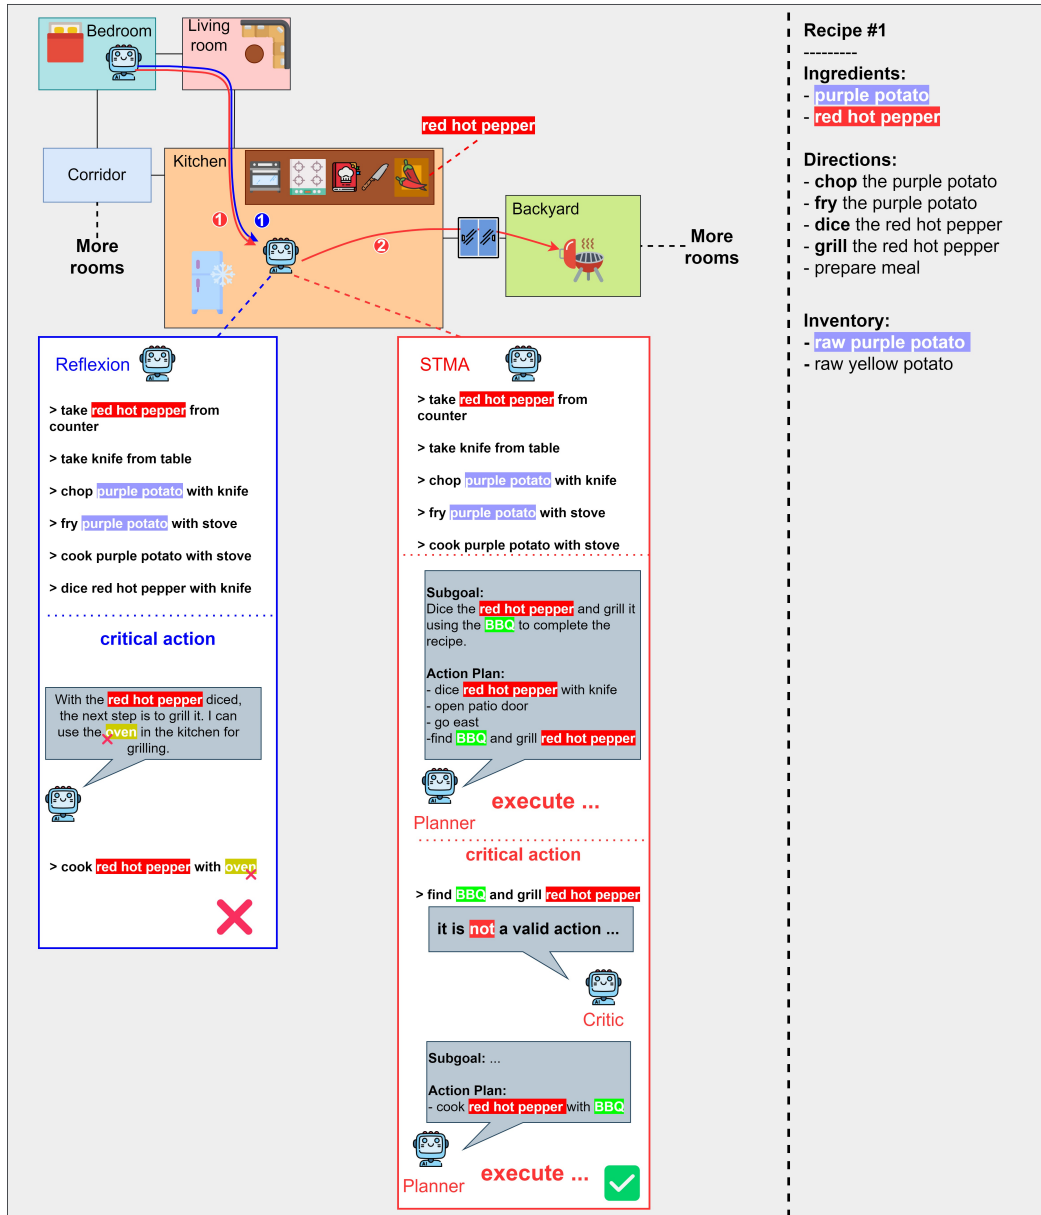 Bedroom
Living
room
red hot pepper
Corridor
Kitchen
Backyard
1
1
2
More
rooms
More
rooms
Reflexion
> take red hot pepper from
counter
> take knife from table
> chop purple potato with knife
> fry purple potato with stove
> cook purple potato with stove
> dice red hot pepper with knife
critical action
With the red hot pepper diced,
the next step is to grill it. I can
use the oven in the kitchen for
grilling.
AI
> cook red hot pepper with oven
STMA
> take red hot pepper from
counter
> take knife from table
> chop purple potato with knife
> fry purple potato with stove
> cook purple potato with stove
Subgoal:
Dice the red hot pepper and grill it
using the BBQ to complete the
recipe.
Action Plan:
- dice red hot pepper with knife
- open patio door
- go east
-find BBQ and grill red hot pepper
AI
execute ...
Planner
critical action
> find BBQ and grill red hot pepper
it is not a valid action ...
AI
Critic
Subgoal: ...
Action Plan:
- cook red hot pepper with BBQ
AI
execute ...
Planner
Recipe #1
---------
Ingredients:
- purple potato
- red hot pepper
Directions:
- chop the purple potato
- fry the purple potato
- dice the red hot pepper
- grill the red hot pepper
- prepare meal
Inventory:
- raw purple potato
- raw yellow potato